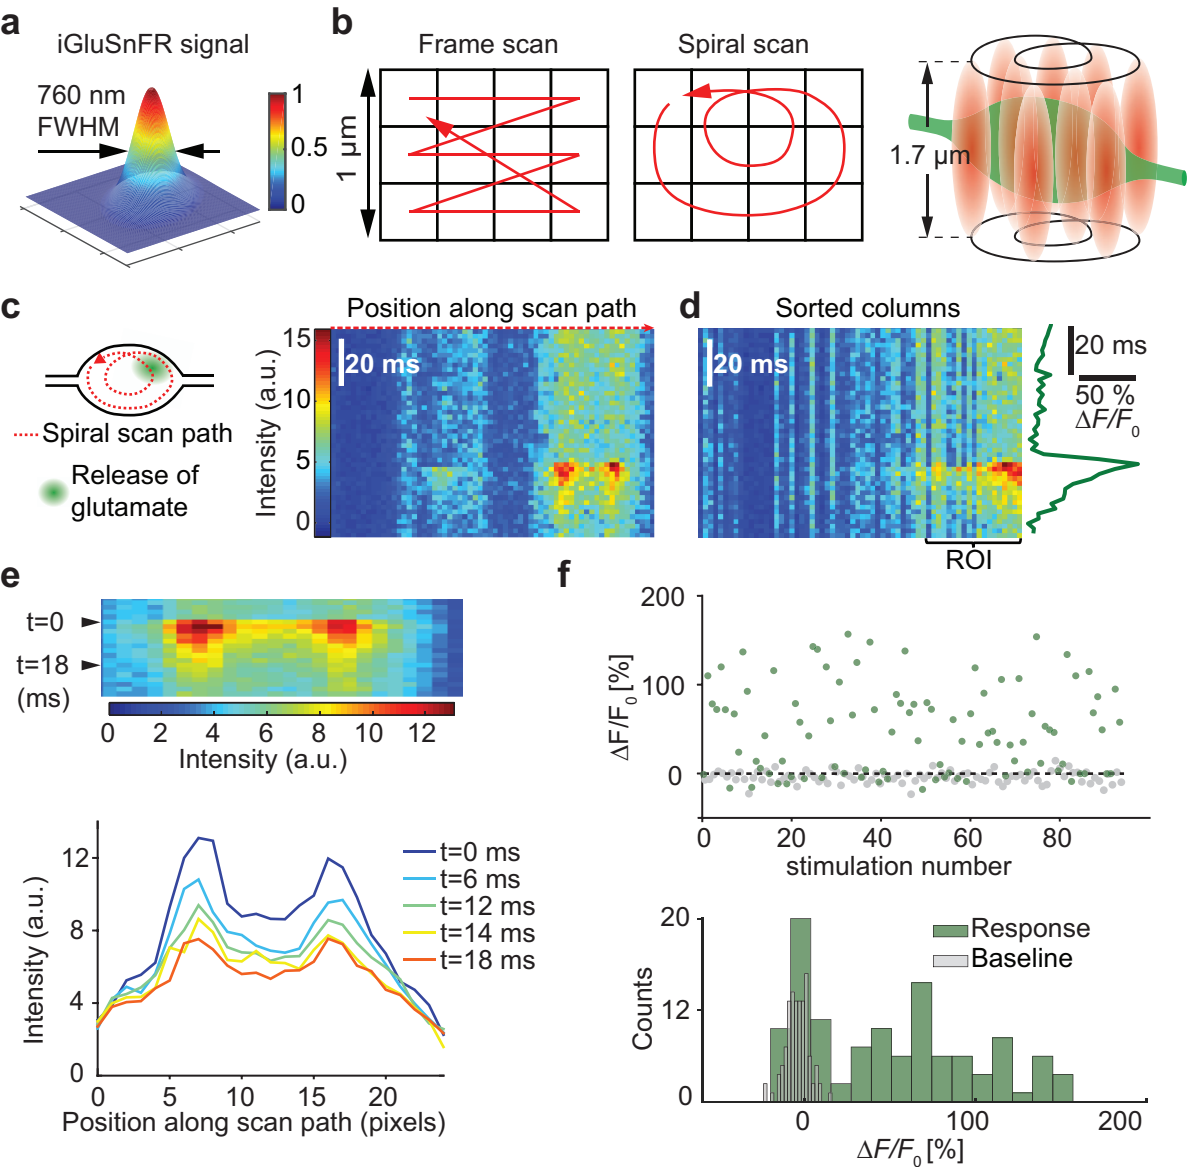 a
iGluSnFR signal
760 nm
FWHM
1
0.5
0
b
Frame scan
Spiral scan
1 μm
1.7 μm
c
Spiral scan path
Release of
glutamate
Position along scan path
Intensity (a.u.)
15
10
5
0
20 ms
d
Sorted columns
20 ms
ROI
20 ms
50 %
ΔF/F0
e
t=0
t=18
(ms)
0 2 4 6 8 10 12
Intensity (a.u.)
Intensity (a.u.)
12
8
4
0
0 5 10 15 20
Position along scan path (pixels)
t=0 ms
t=6 ms
t=12 ms
t=14 ms
t=18 ms
f
ΔF/F0 [%]
200
100
0
0 20 40 60 80
stimulation number
Counts
20
12
0
Response
Baseline
0 100 200
ΔF/F0 [%]